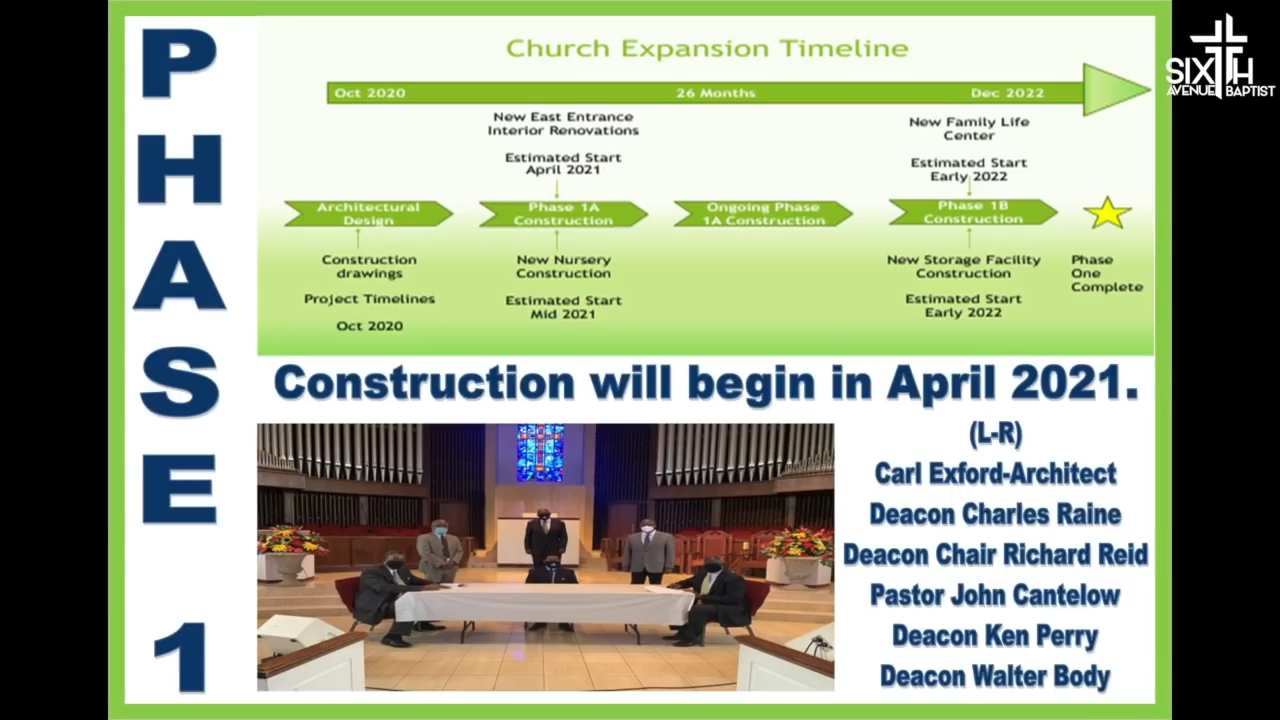 PHASE 1
Church Expansion Timeline
Oct 2020 26 Months Dec 2022
New East Entrance
Interior Renovations
Estimated Start
April 2021
New Family Life
Center
Estimated Start
Early 2022
Architectural
Design
Phase 1A
Construction
Ongoing Phase
1A Construction
Phase 1B
Construction
Construction
drawings
Project Timelines
Oct 2020
New Nursery
Construction
Estimated Start
Mid 2021
New Storage Facility
Construction
Estimated Start
Early 2022
Phase
One
Complete
Construction will begin in April 2021.
(L-R)
Carl Exford-Architect
Deacon Charles Raine
Deacon Chair Richard Reid
Pastor John Cantelow
Deacon Ken Perry
Deacon Walter Body
SIXTH
AVENUE BAPTIST